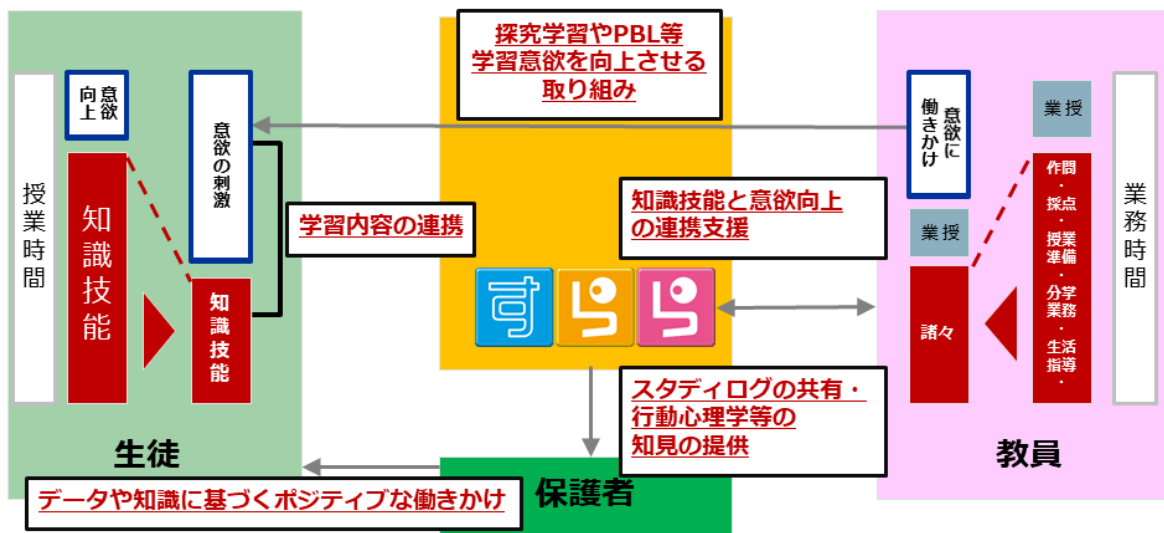 探究学習やPBL等
学習意欲を向上させる
取り組み
授業時間
意欲
向上
知識技能
意欲の刺激
知識技能
学習内容の連携
生徒
知識技能と意欲向上
の連携支援
すらら
スタディログの共有・
行動心理学等の
知見の提供
保護者
データや知識に基づくポジティブな働きかけ
意欲に
働きかけ
業授
諸々
業授
作問
・
採点
・
授業
準備
・
分学
業務
・
生活
指導・
業務時間
教員